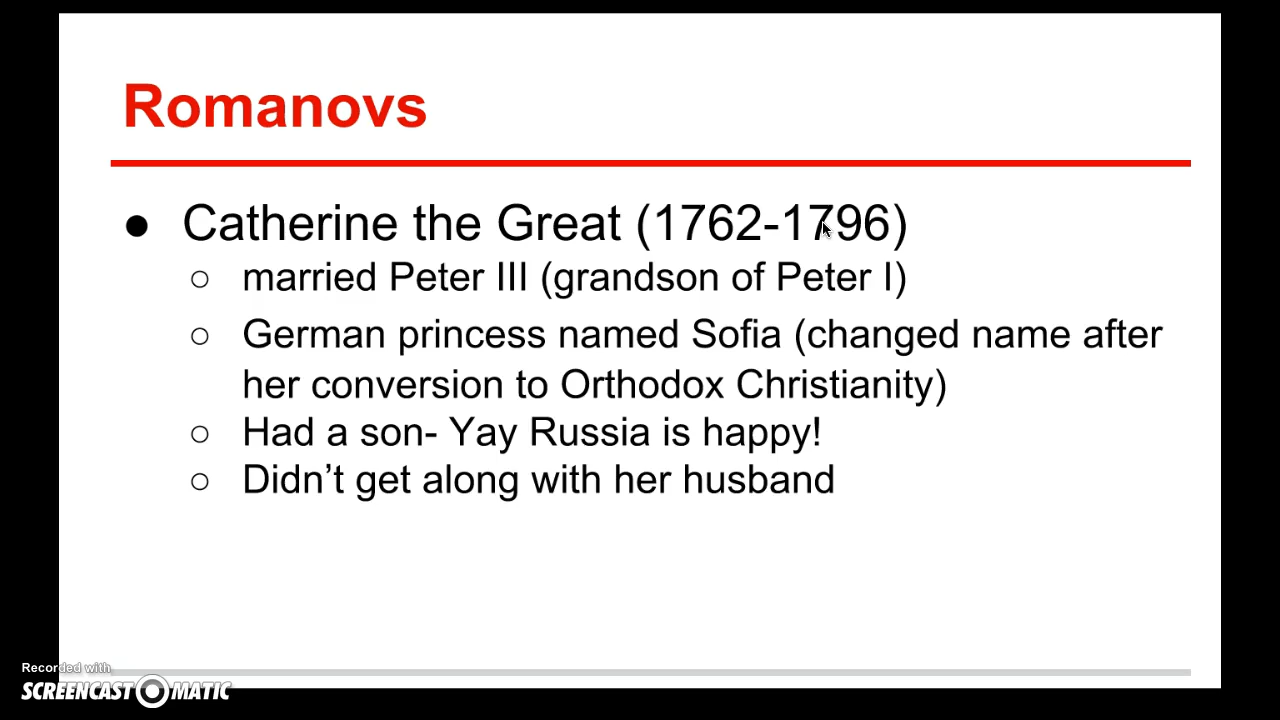 Romanovs
● Catherine the Great (1762-1796)
○ married Peter III (grandson of Peter I)
○ German princess named Sofia (changed name after
her conversion to Orthodox Christianity)
○ Had a son- Yay Russia is happy!
○ Didn’t get along with her husband
Recorded with
SCREENCAST MATIC